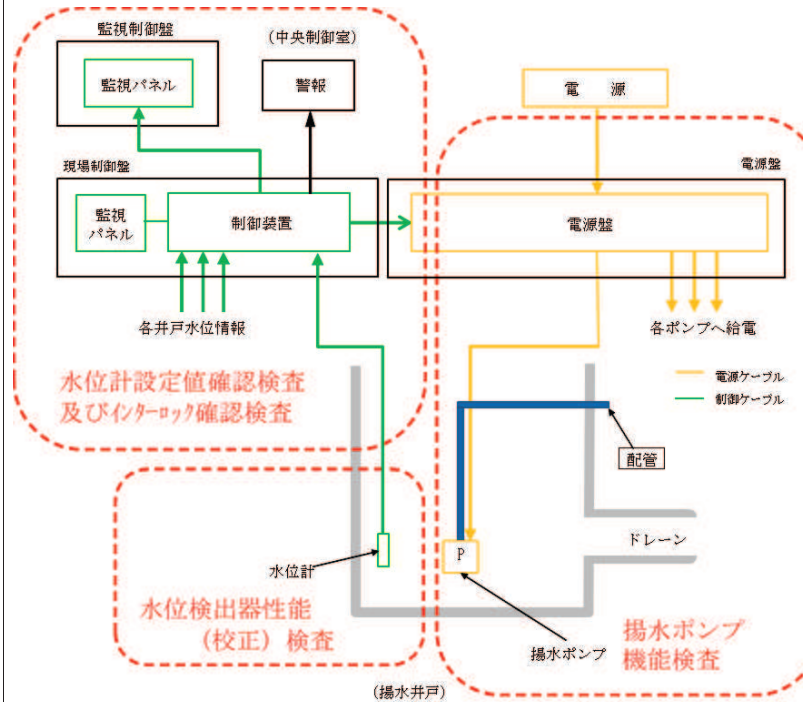 監視制御盤
監視パネル
(中央制御室)
警報
電 源
現場制御盤
監視
パネル
制御装置
電源盤
電源盤
各井戸水位情報
各ポンプへ給電
水位計設定値確認検査
及びｲﾝﾀｰﾛｯｸ確認検査
電源ケーブル
制御ケーブル
配管
ドレーン
P
水位計
水位検出器性能
(校正)検査
揚水ポンプ
揚水ポンプ
機能検査
(揚水井戸)